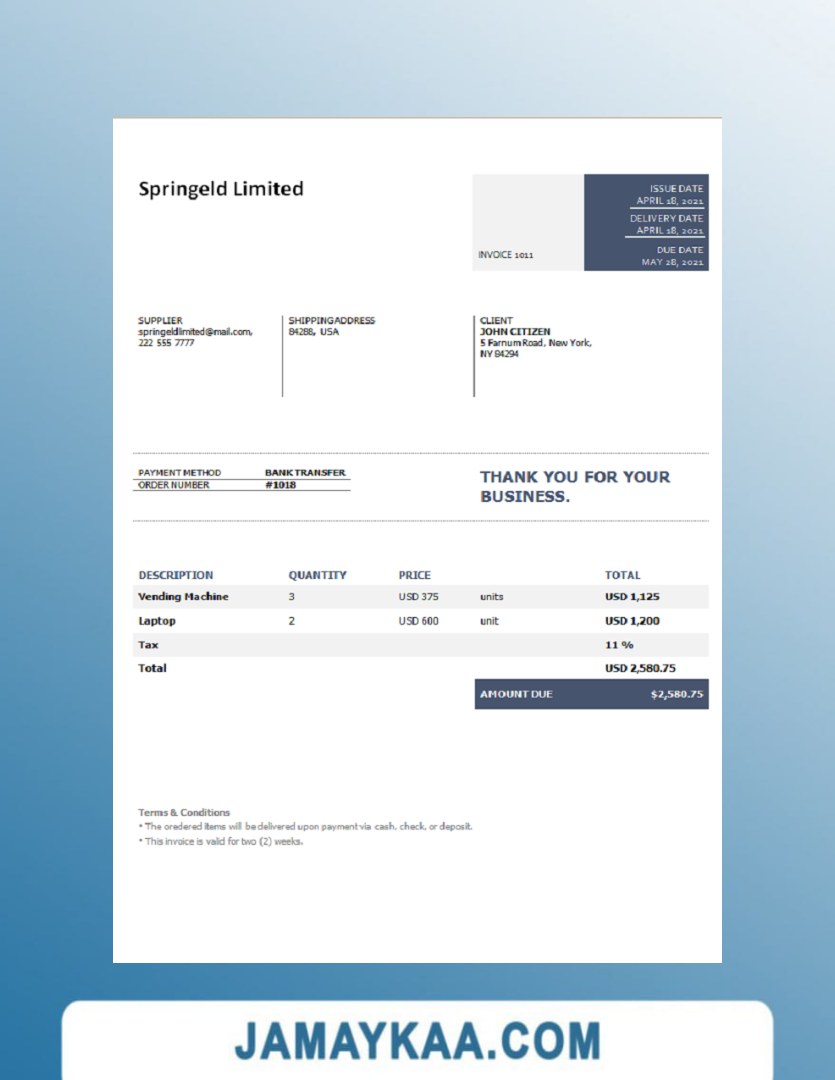 Springeld Limited
ISSUE DATE
APRIL 18, 2021
DELIVERY DATE
APRIL 18, 2021
INVOICE 1011
DUE DATE
MAY 28, 2021
SUPPLIER
springeldlimited@mail.com,
222 555 7777
SHIPPING ADDRESS
84288, USA
CLIENT
JOHN CITIZEN
5 Farnum Road, New York,
NY 84294
PAYMENT METHOD BANK TRANSFER
ORDER NUMBER #1018
THANK YOU FOR YOUR
BUSINESS.
DESCRIPTION QUANTITY PRICE TOTAL
Vending Machine 3 USD 375 units USD 1,125
Laptop 2 USD 600 unit USD 1,200
Tax 11 %
Total USD 2,580.75
AMOUNT DUE $2,580.75
Terms & Conditions
* The oredered items will be delivered upon payment via cash, check, or deposit.
* This invoice is valid for two (2) weeks.
JAMAYKAA.COM